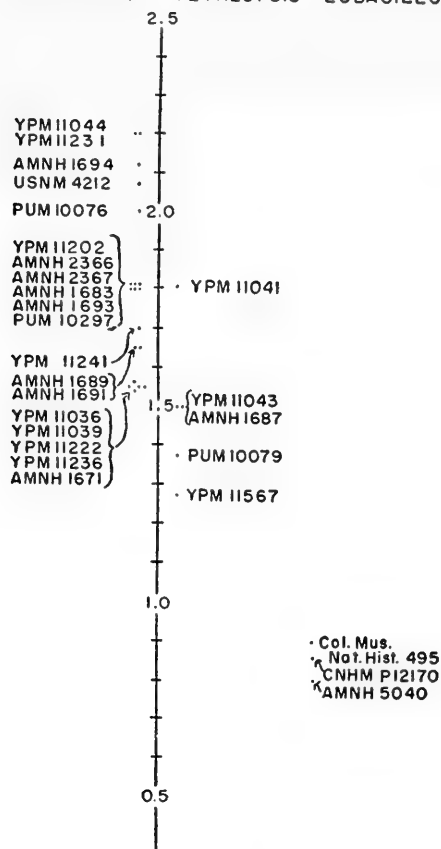 2.5
YPM 11044
YPM 11231
AMNH 1694
USNM 4212
PUM 10076
2.0
YPM 11202
AMNH 2366
AMNH 2367
AMNH 1683
AMNH 1693
PUM 10297
YPM 11041
YPM 11241
AMNH 1689
AMNH 1691
1.5
YPM 11043
AMNH 1687
YPM 11036
YPM 11039
YPM 11222
YPM 11236
AMNH 1671
PUM 10079
YPM 11567
1.0
Col. Mus.
Nat. Hist. 495
CNHM P12170
AMNH 5040
0.5